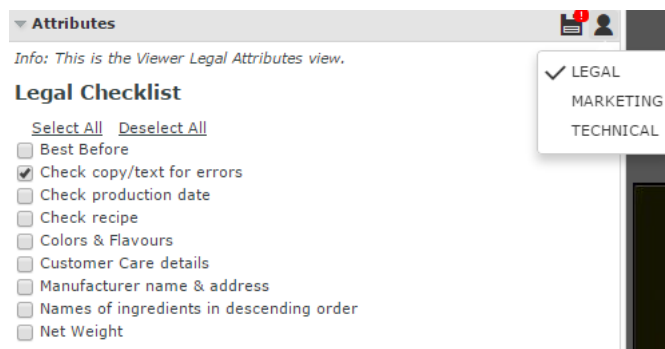 Attributes
!
Info: This is the Viewer Legal Attributes view.
LEGAL
MARKETING
TECHNICAL
Legal Checklist
Select All Deselect All
Best Before
Check copy/text for errors
Check production date
Check recipe
Colors & Flavours
Customer Care details
Manufacturer name & address
Names of ingredients in descending order
Net Weight